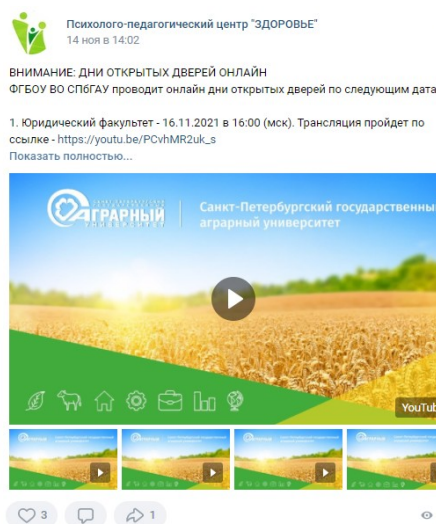 Психолого-педагогический центр "ЗДОРОВЬЕ"
14 ноя в 14:02
ВНИМАНИЕ: ДНИ ОТКРЫТЫХ ДВЕРЕЙ ОНЛАЙН
ФГБОУ ВО СПбГАУ проводит онлайн дни открытых дверей по следующим дата
1. Юридический факультет - 16.11.2021 в 16:00 (мск). Трансляция пройдет по
ссылке - https://youtu.be/PCvhMR2uk_s
Показать полностью...
АГРАРНЫЙ
УНИВЕРСИТЕТ
Санкт-Петербургский государственны
аграрный университет
YouTub
3
1